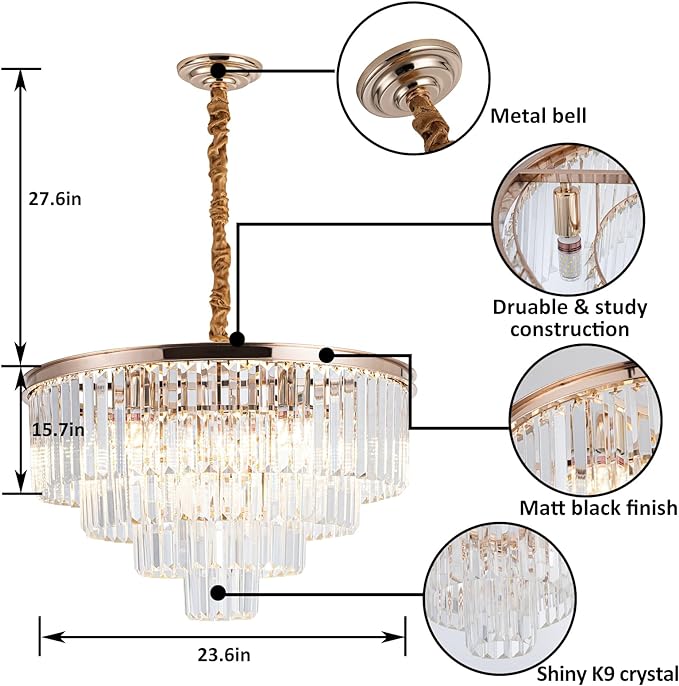 Metal bell
27.6in
Druable & study
construction
15.7in
Matt black finish
23.6in
Shiny K9 crystal